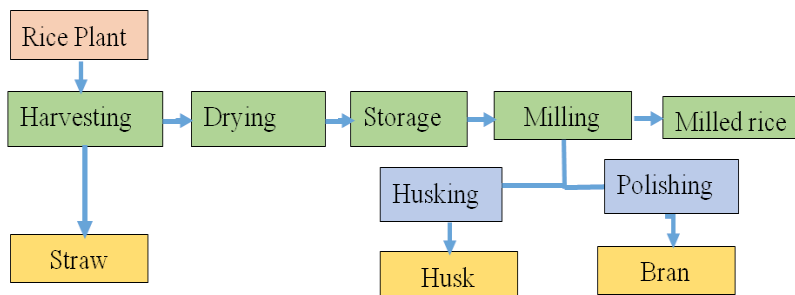 Rice Plant
Harvesting
Drying
Storage
Milling
Milled rice
Husking
Polishing
Straw
Husk
Bran